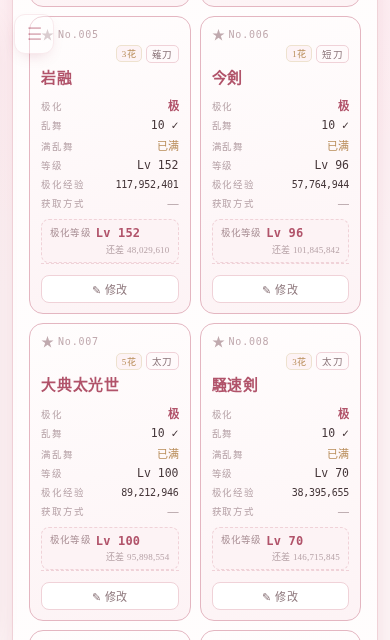 ★ No.005
3花 薙刀
岩融
极化 极
乱舞 10 ✓
满乱舞 已满
等级 Lv 152
极化经验 117,952,401
获取方式 —
极化等级 Lv 152
还差 48,029,610
✎ 修改
★ No.006
1花 短刀
今剣
极化 极
乱舞 10 ✓
满乱舞 已满
等级 Lv 96
极化经验 57,764,944
获取方式 —
极化等级 Lv 96
还差 101,845,842
✎ 修改
★ No.007
5花 太刀
大典太光世
极化 极
乱舞 10 ✓
满乱舞 已满
等级 Lv 100
极化经验 89,212,946
获取方式 —
极化等级 Lv 100
还差 95,898,554
✎ 修改
★ No.008
3花 太刀
騒速剣
极化 极
乱舞 10 ✓
满乱舞 已满
等级 Lv 70
极化经验 38,395,655
获取方式 —
极化等级 Lv 70
还差 146,715,845
✎ 修改